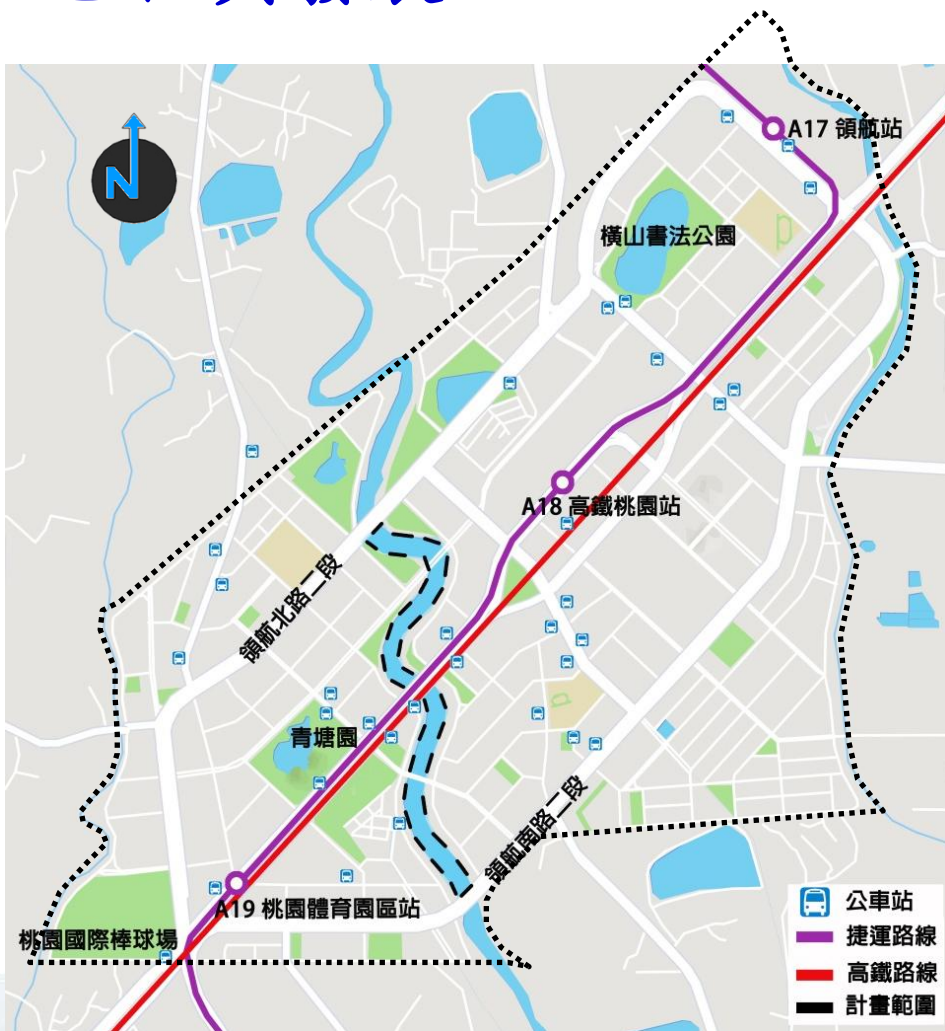 N
A17 領航站
橫山書法公園
A18 高鐵桃園站
領航北路二段
青塘園
領航南路二段
A19 桃園體育園區站
桃園國際棒球場
公車站
捷運路線
高鐵路線
計畫範圍